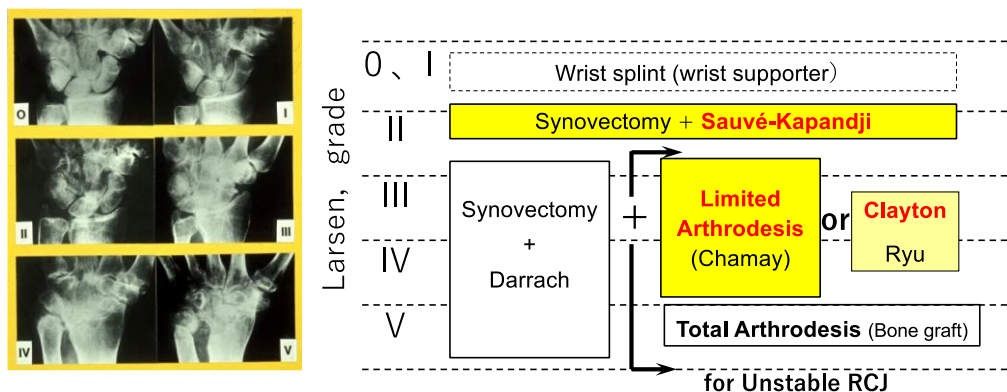 O
I
II
III
IV
V
Larsen, grade
0、I
II
III
IV
V
Wrist splint (wrist supporter）
Synovectomy + Sauvé-Kapandji
Synovectomy
+
Darrach
+
Limited
Arthrodesis
(Chamay)
or
Clayton
Ryu
Total Arthrodesis (Bone graft)
for Unstable RCJ